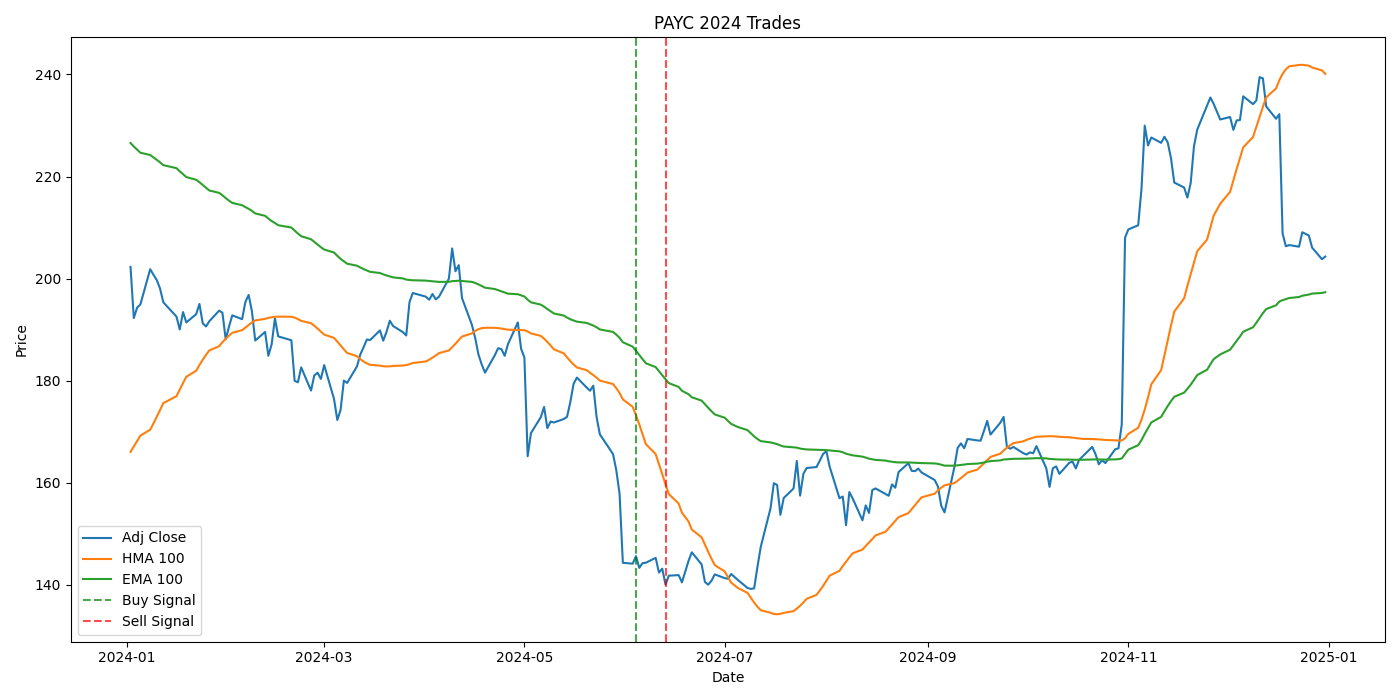 PAYC 2024 Trades
Price
240
220
200
180
160
140
Adj Close
HMA 100
EMA 100
Buy Signal
Sell Signal
2024-01
2024-03
2024-05
2024-07
2024-09
2024-11
2025-01
Date